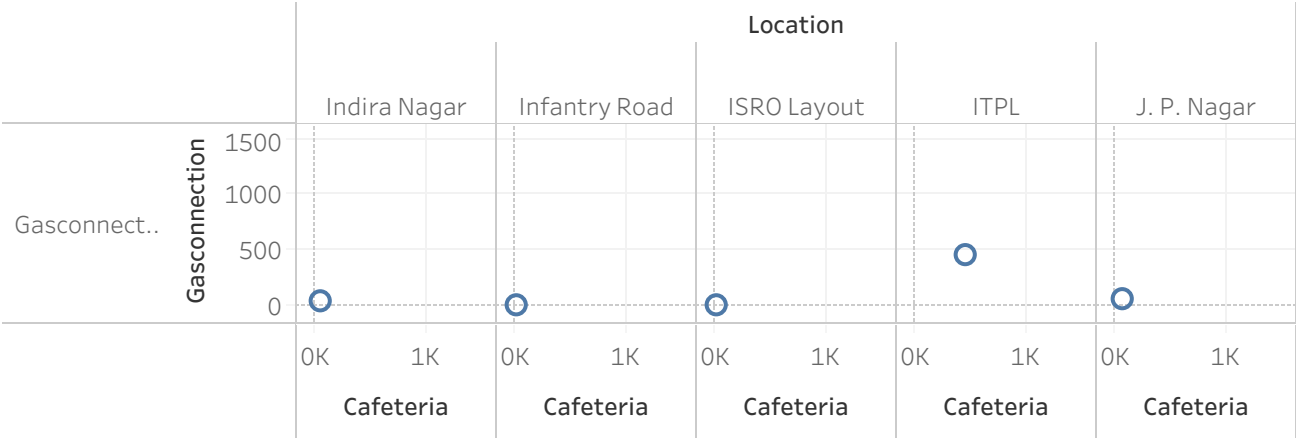 Location
Indira Nagar Infantry Road ISRO Layout ITPL J. P. Nagar
Gasconnect..
Gasconnection
1500
1000
500
0
0K 1K 0K 1K 0K 1K 0K 1K 0K 1K
Cafeteria Cafeteria Cafeteria Cafeteria Cafeteria